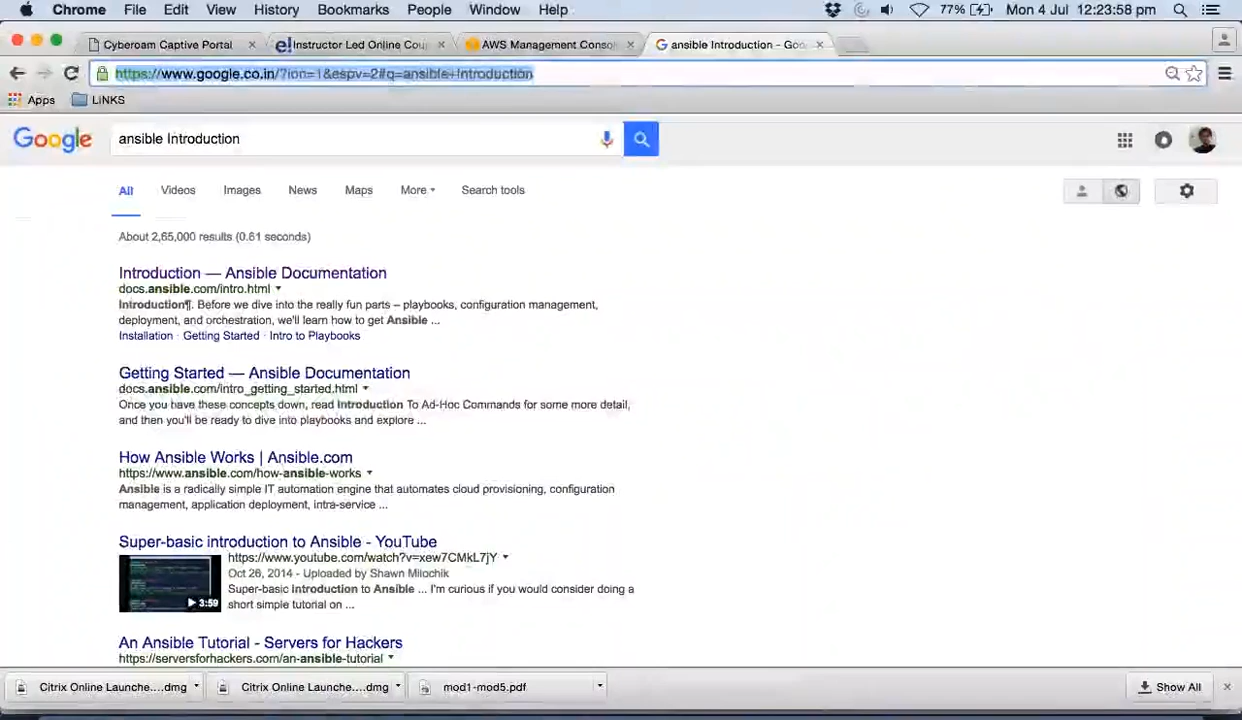 Chrome File Edit View History Bookmarks People Window Help 77% Mon 4 Jul 12:23:58 pm
Cyberoam Captive Portal × e! Instructor Led Online Cou × AWS Management Consol × G ansible Introduction - Goo ×
https://www.google.co.in/?ion=1&espv=2#q=ansible+Introduction
Apps LiNKS
Google ansible Introduction
All Videos Images News Maps More Search tools
About 2,65,000 results (0.61 seconds)
Introduction — Ansible Documentation
docs.ansible.com/intro.html
Introduction¶. Before we dive into the really fun parts – playbooks, configuration management,
deployment, and orchestration, we'll learn how to get Ansible ...
Installation · Getting Started · Intro to Playbooks
Getting Started — Ansible Documentation
docs.ansible.com/intro_getting_started.html
Once you have these concepts down, read Introduction To Ad-Hoc Commands for some more detail,
and then you'll be ready to dive into playbooks and explore ...
How Ansible Works | Ansible.com
https://www.ansible.com/how-ansible-works
Ansible is a radically simple IT automation engine that automates cloud provisioning, configuration
management, application deployment, intra-service ...
Super-basic introduction to Ansible - YouTube
https://www.youtube.com/watch?v=xew7CMkL7jY
Oct 26, 2014 - Uploaded by Shawn Milochik
Super-basic Introduction to Ansible ... I'm curious if you would consider doing a
short simple tutorial on ...
3:59
An Ansible Tutorial - Servers for Hackers
https://serversforhackers.com/an-ansible-tutorial
Citrix Online Launche....dmg Citrix Online Launche....dmg mod1-mod5.pdf Show All ×